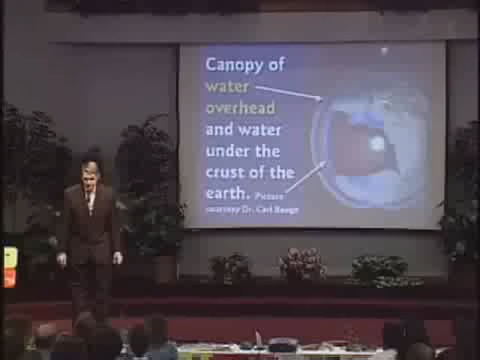 Canopy of
water
overhead
and water
under the
crust of the
earth. Picture
courtesy Dr. Carl Baugh